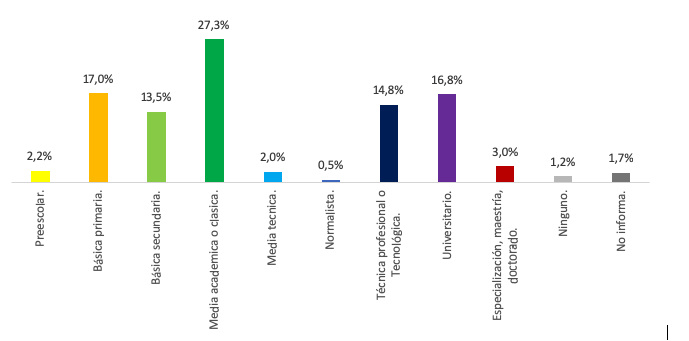 27,3%
17,0%
16,8%
14,8%
13,5%
2,2%
2,0%
0,5%
3,0%
1,2%
1,7%
Preescolar.
Básica primaria.
Básica secundaria.
Media academica o clasica.
Media tecnica.
Normalista.
Técnica profesional o
Tecnológica.
Universitario.
Especialización, maestría,
doctorado.
Ninguno.
No informa.